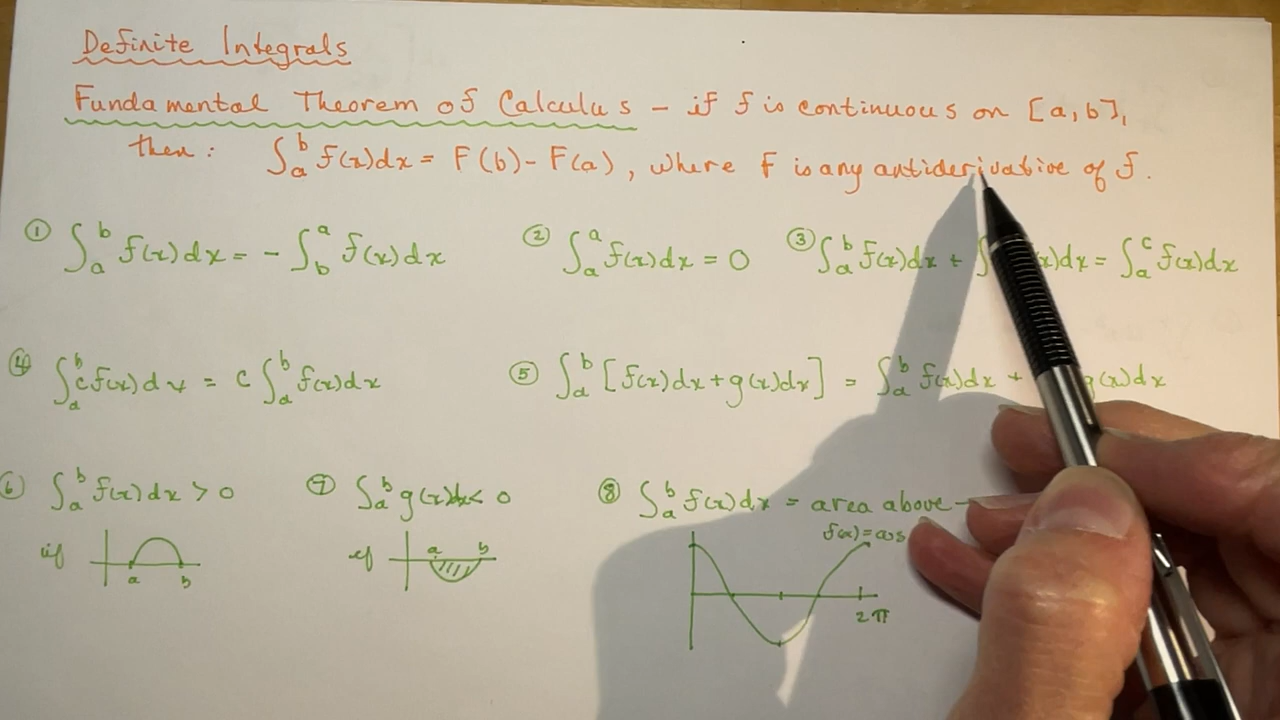 Definite Integrals
Fundamental Theorem of Calculus – if f is continuous on [a,b],
then: ∫ₐᵇ f(x)dx = F(b) – F(a), where F is any antiderivative of f.
① ∫ₐᵇ f(x)dx = – ∫_b^a f(x)dx ② ∫ₐᵃ f(x)dx = 0 ③ ∫ₐᵇ f(x)dx + ∫ (x)dx = ∫ₐᶜ f(x)dx
④ ∫ₐᵇ cf(x)dx = c ∫ₐᵇ f(x)dx ⑤ ∫ₐᵇ [f(x)dx + g(x)dx] = ∫ₐᵇ f(x)dx + g(x)dx
⑥ ∫ₐᵇ f(x)dx > 0 ⑦ ∫ₐᵇ g(x)dx < 0 ⑧ ∫ₐᵇ f(x)dx = area above –
if a b if a b f(x) = cos
2π